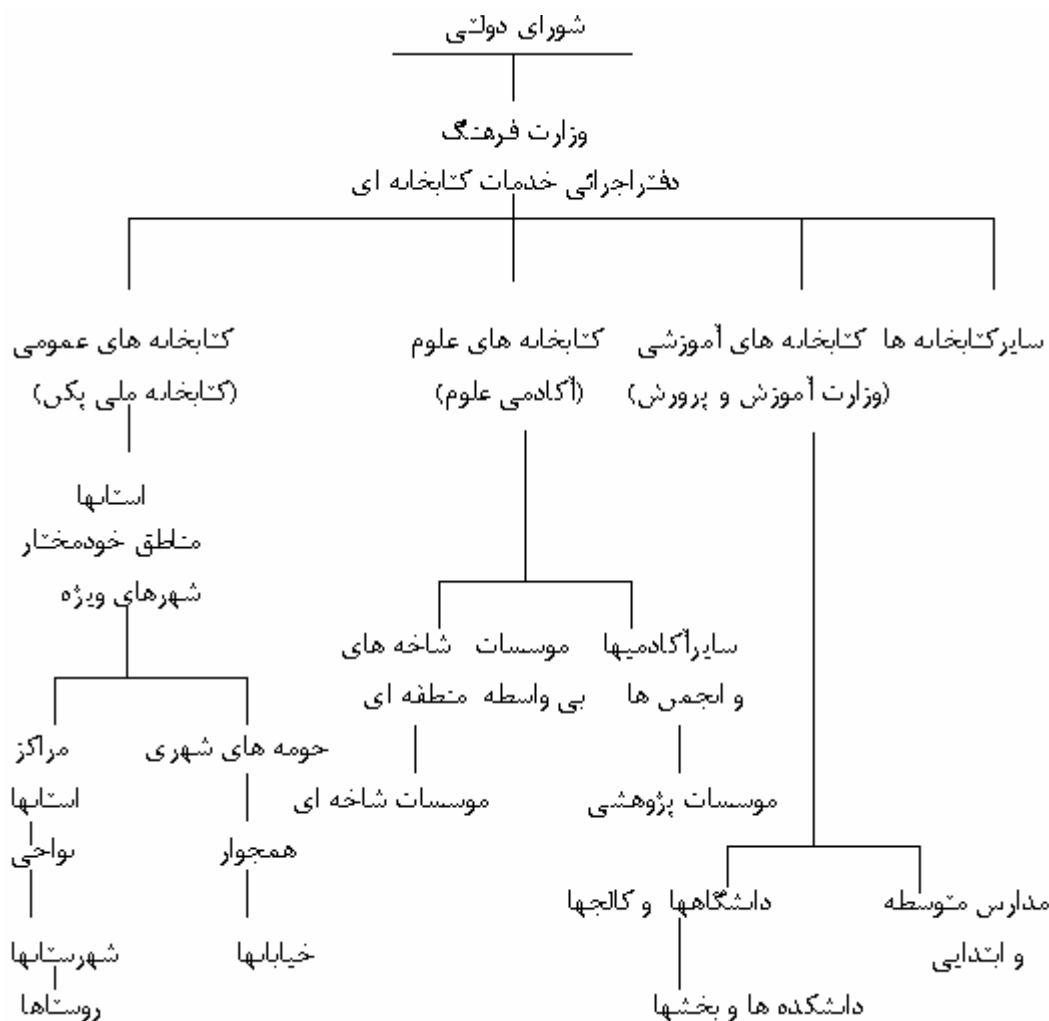 شورای دولتی
وزارت فرهنگ
دفتراجرائی خدمات کتابخانه ای
سایرکتابخانه ها
کتابخانه های آموزشی
(وزارت آموزش و پرورش)
کتابخانه های علوم
(آکادمی علوم)
کتابخانه های عمومی
(کتابخانه ملی پکن)
استانها
مناطق خودمختار
شهرهای ویژه
سایرآکادمیها
و انجمن ها
موسسات
بی واسطه
شاخه های
منطقه ای
حومه های شهری
مراکز
استانها
موسسات پژوهشی
موسسات شاخه ای
همجوار
نواحی
مدارس متوسطه
و ابتدایی
دانشگاهها و کالجها
خیابانها
شهرستانها
دانشکده ها و بخشها
روستاها